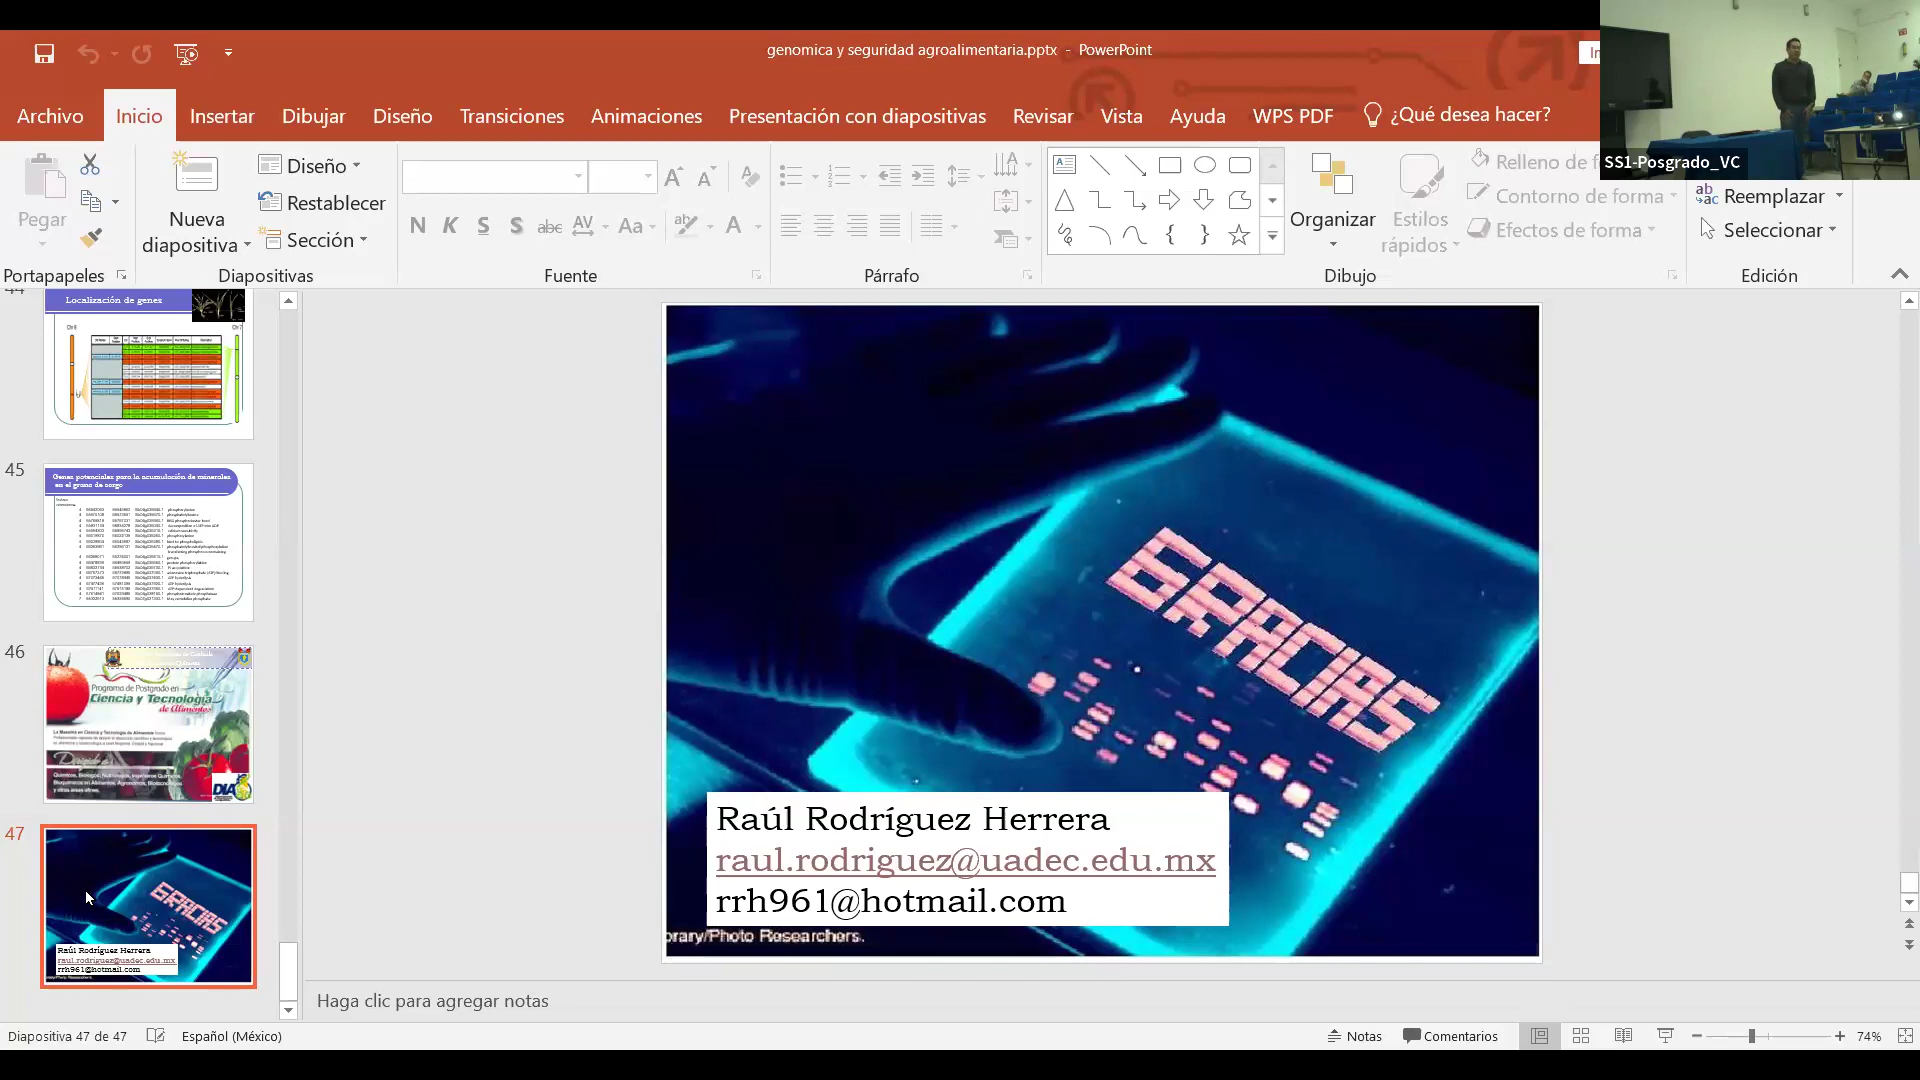 genomica y seguridad agroalimentaria.pptx - PowerPoint
Archivo
Inicio
Insertar
Dibujar
Diseño
Transiciones
Animaciones
Presentación con diapositivas
Revisar
Vista
Ayuda
WPS PDF
¿Qué desea hacer?
SS1-Posgrado_VC
Pegar
Portapapeles
Nueva
diapositiva
Diseño
Restablecer
Sección
Diapositivas
N K S S abc AV Aa
Fuente
Párrafo
Organizar
Estilos
rápidos
Relleno de f
Contorno de forma
Efectos de forma
Dibujo
Reemplazar
Seleccionar
Edición
44
Localización de genes
45
Genes potenciales para la acumulación de minerales
en el grano de sorgo
46
Programa de Postgrado en
Ciencia y Tecnología
de Alimentos
47
GRACIAS
Raúl Rodríguez Herrera
raul.rodriguez@uadec.edu.mx
rrh961@hotmail.com
GRACIAS
Raúl Rodríguez Herrera
raul.rodriguez@uadec.edu.mx
rrh961@hotmail.com
brary/Photo Researchers.
Haga clic para agregar notas
Diapositiva 47 de 47
Español (México)
Notas
Comentarios
74%